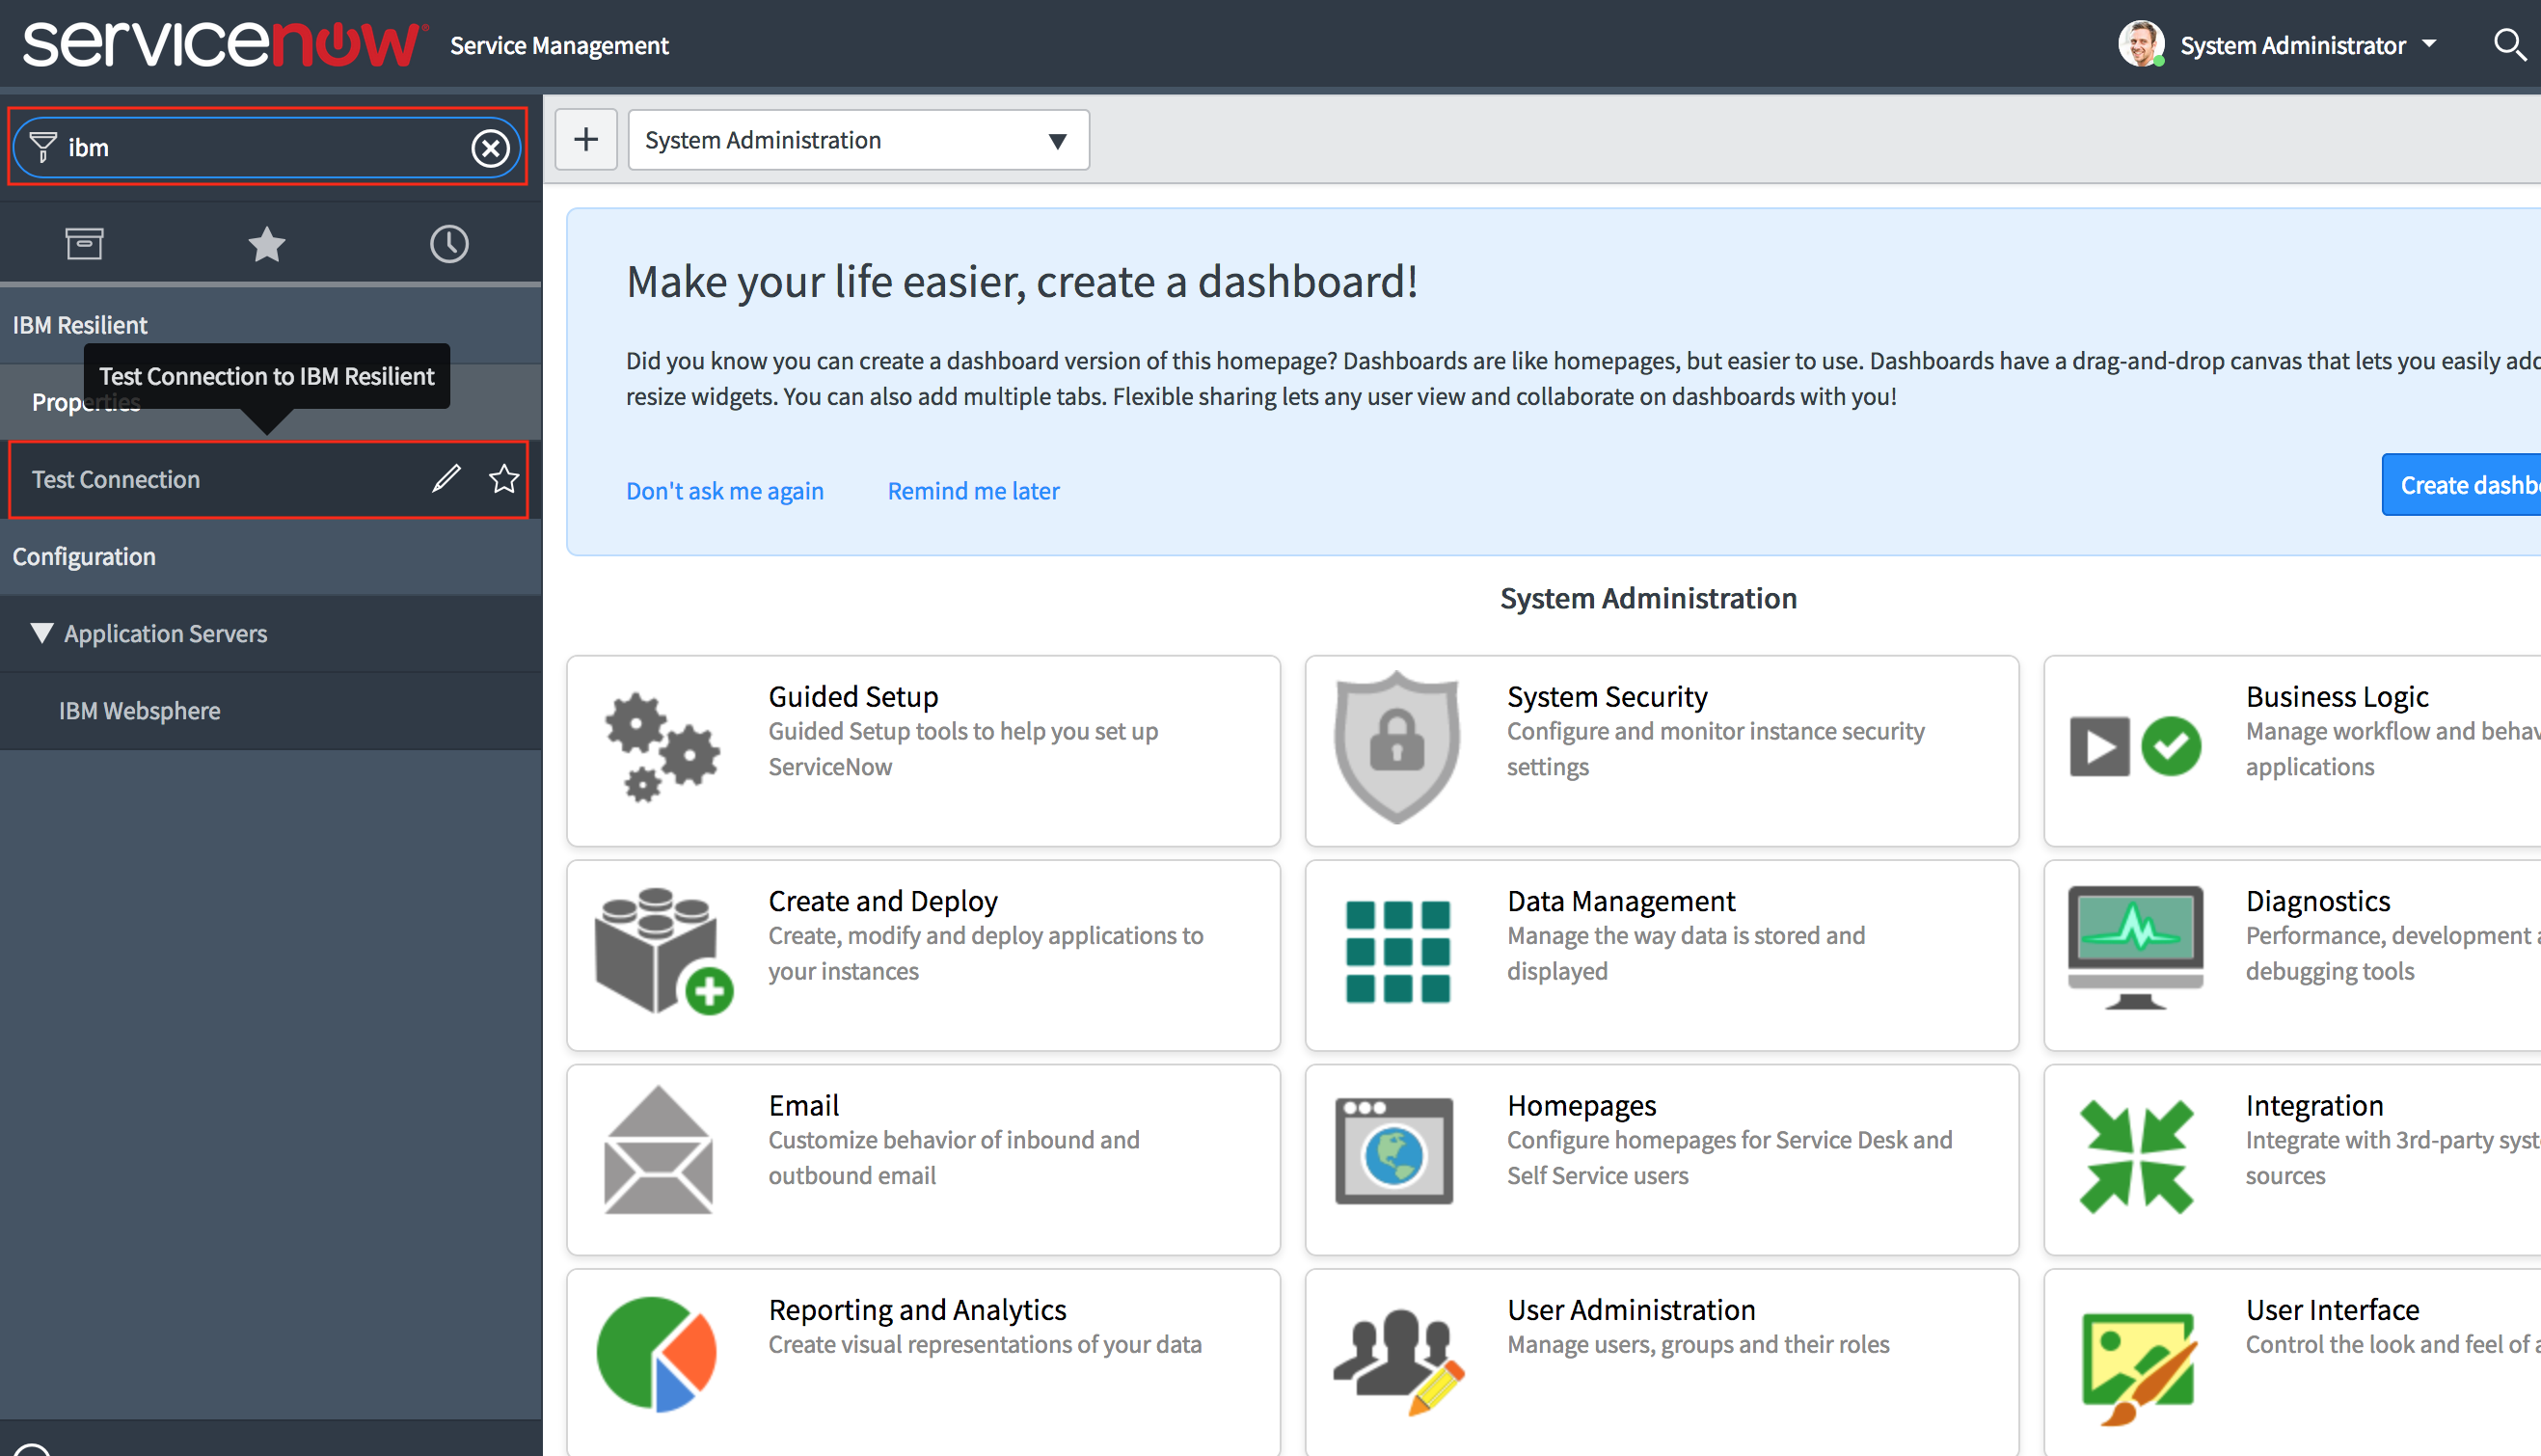 servicenow Service Management
System Administrator
ibm
System Administration
IBM Resilient
Test Connection to IBM Resilient
Properties
Test Connection
Configuration
Application Servers
IBM Websphere
Make your life easier, create a dashboard!
Did you know you can create a dashboard version of this homepage? Dashboards are like homepages, but easier to use. Dashboards have a drag-and-drop canvas that lets you easily add
resize widgets. You can also add multiple tabs. Flexible sharing lets any user view and collaborate on dashboards with you!
Don't ask me again
Remind me later
Create dashbo
System Administration
Guided Setup
Guided Setup tools to help you set up
ServiceNow
System Security
Configure and monitor instance security
settings
Business Logic
Manage workflow and behav
applications
Create and Deploy
Create, modify and deploy applications to
your instances
Data Management
Manage the way data is stored and
displayed
Diagnostics
Performance, development a
debugging tools
Email
Customize behavior of inbound and
outbound email
Homepages
Configure homepages for Service Desk and
Self Service users
Integration
Integrate with 3rd-party syst
sources
Reporting and Analytics
Create visual representations of your data
User Administration
Manage users, groups and their roles
User Interface
Control the look and feel of a